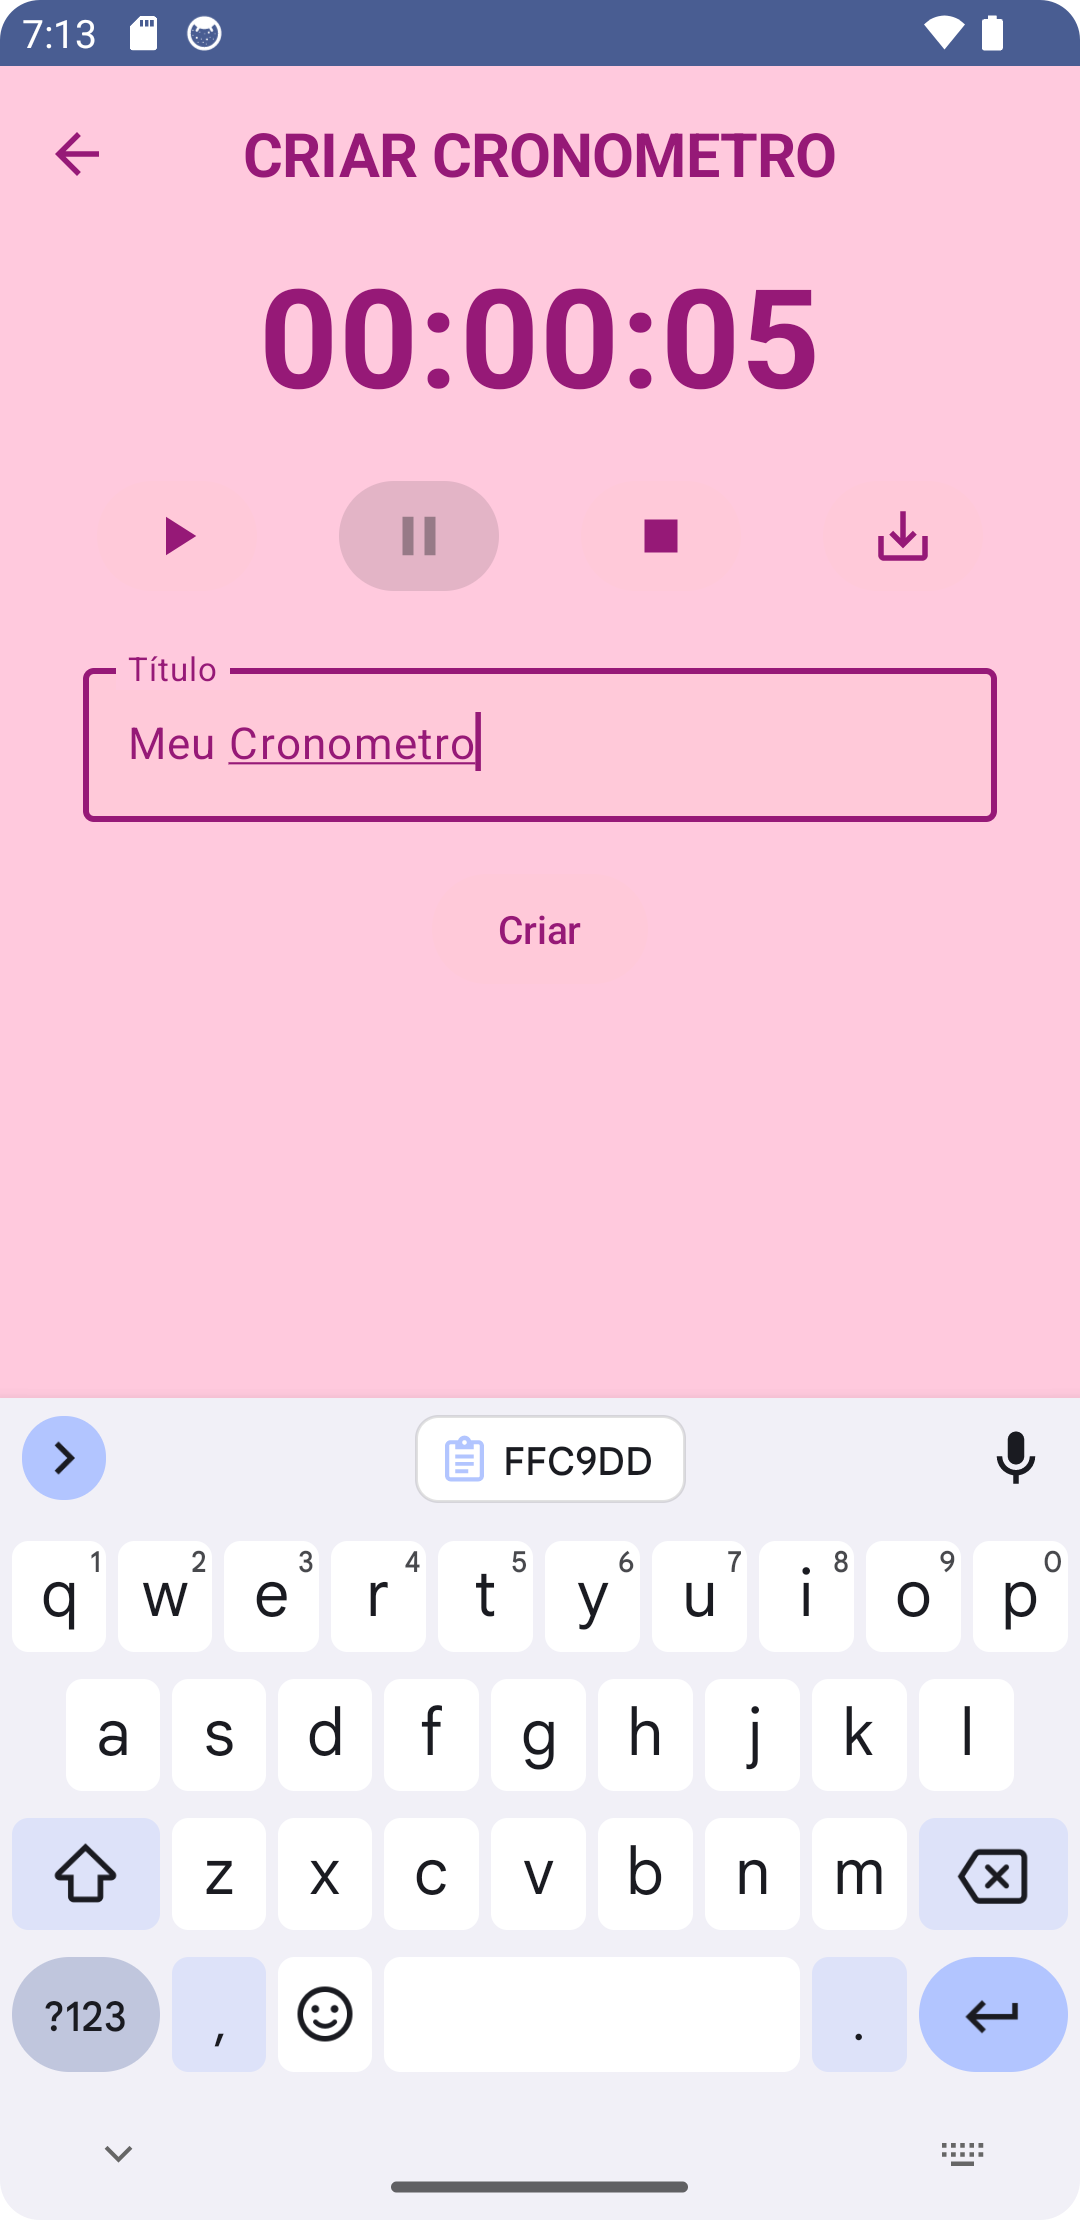 7:13
CRIAR CRONOMETRO
00:00:05
Título
Meu Cronometro
Criar
FFC9DD
q 1 w 2 e 3 r 4 t 5 y 6 u 7 i 8 o 9 p 0
a s d f g h j k l
z x c v b n m
?123 , .